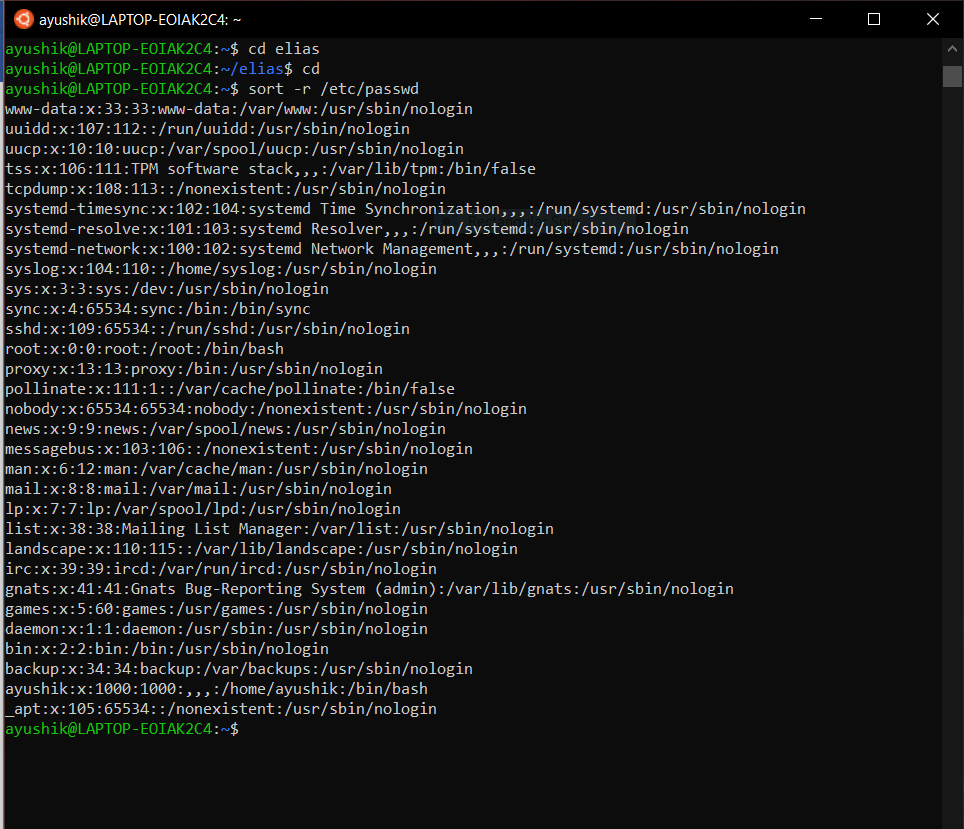 ayushik@LAPTOP-EOIAK2C4: ~
ayushik@LAPTOP-EOIAK2C4:~$ cd elias
ayushik@LAPTOP-EOIAK2C4:~/elias$ cd
ayushik@LAPTOP-EOIAK2C4:~$ sort -r /etc/passwd
www-data:x:33:33:www-data:/var/www:/usr/sbin/nologin
uuidd:x:107:112::/run/uuidd:/usr/sbin/nologin
uucp:x:10:10:uucp:/var/spool/uucp:/usr/sbin/nologin
tss:x:106:111:TPM software stack,,,:/var/lib/tpm:/bin/false
tcpdump:x:108:113::/nonexistent:/usr/sbin/nologin
systemd-timesync:x:102:104:systemd Time Synchronization,,,:/run/systemd:/usr/sbin/nologin
systemd-resolve:x:101:103:systemd Resolver,,,:/run/systemd:/usr/sbin/nologin
systemd-network:x:100:102:systemd Network Management,,,:/run/systemd:/usr/sbin/nologin
syslog:x:104:110::/home/syslog:/usr/sbin/nologin
sys:x:3:3:sys:/dev:/usr/sbin/nologin
sync:x:4:65534:sync:/bin:/bin/sync
sshd:x:109:65534::/run/sshd:/usr/sbin/nologin
root:x:0:0:root:/root:/bin/bash
proxy:x:13:13:proxy:/bin:/usr/sbin/nologin
pollinate:x:111:1::/var/cache/pollinate:/bin/false
nobody:x:65534:65534:nobody:/nonexistent:/usr/sbin/nologin
news:x:9:9:news:/var/spool/news:/usr/sbin/nologin
messagebus:x:103:106::/nonexistent:/usr/sbin/nologin
man:x:6:12:man:/var/cache/man:/usr/sbin/nologin
mail:x:8:8:mail:/var/mail:/usr/sbin/nologin
lp:x:7:7:lp:/var/spool/lpd:/usr/sbin/nologin
list:x:38:38:Mailing List Manager:/var/list:/usr/sbin/nologin
landscape:x:110:115::/var/lib/landscape:/usr/sbin/nologin
irc:x:39:39:ircd:/var/run/ircd:/usr/sbin/nologin
gnats:x:41:41:Gnats Bug-Reporting System (admin):/var/lib/gnats:/usr/sbin/nologin
games:x:5:60:games:/usr/games:/usr/sbin/nologin
daemon:x:1:1:daemon:/usr/sbin:/usr/sbin/nologin
bin:x:2:2:bin:/bin:/usr/sbin/nologin
backup:x:34:34:backup:/var/backups:/usr/sbin/nologin
ayushik:x:1000:1000:,,,:/home/ayushik:/bin/bash
_apt:x:105:65534::/nonexistent:/usr/sbin/nologin
ayushik@LAPTOP-EOIAK2C4:~$